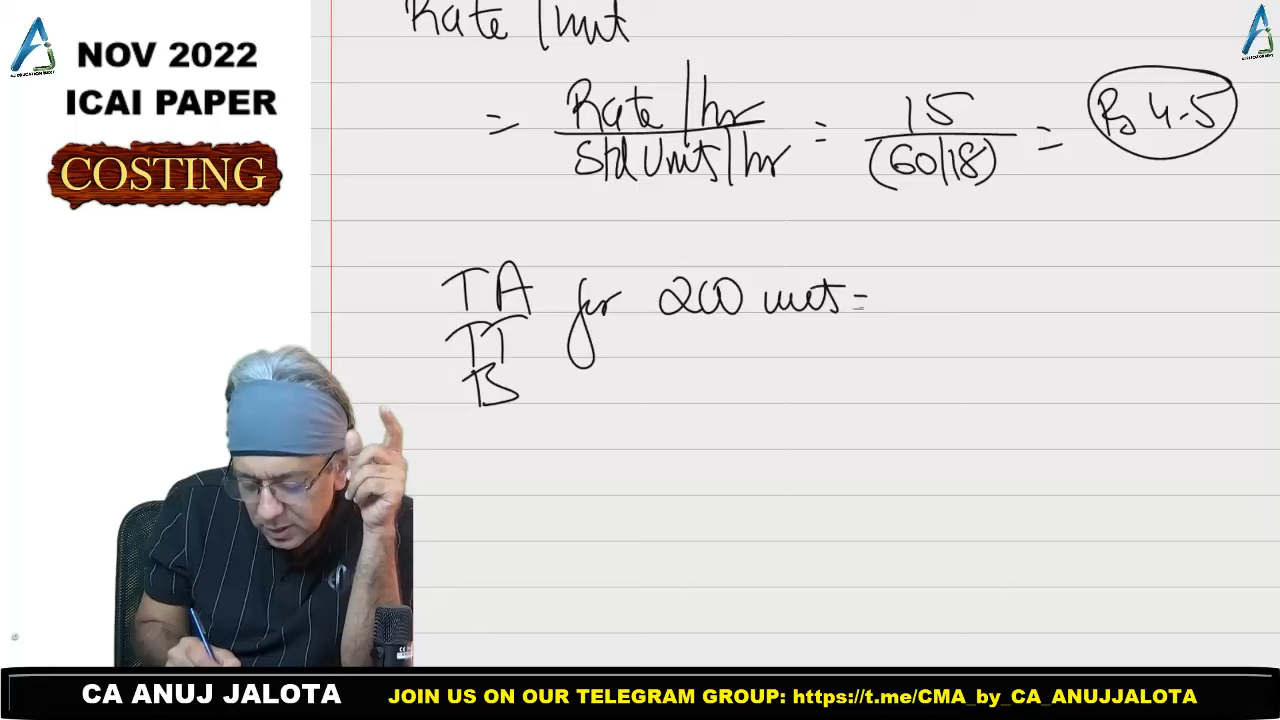 Rate / unit
NOV 2022
ICAI PAPER
COSTING
= Rate / hr / Std Units / hr = 15 / (60/18) = Rs 4.5
TA for 200 units =
TT
B
CA ANUJ JALOTA
JOIN US ON OUR TELEGRAM GROUP: https://t.me/CMA_by_CA_ANUJJALOTA